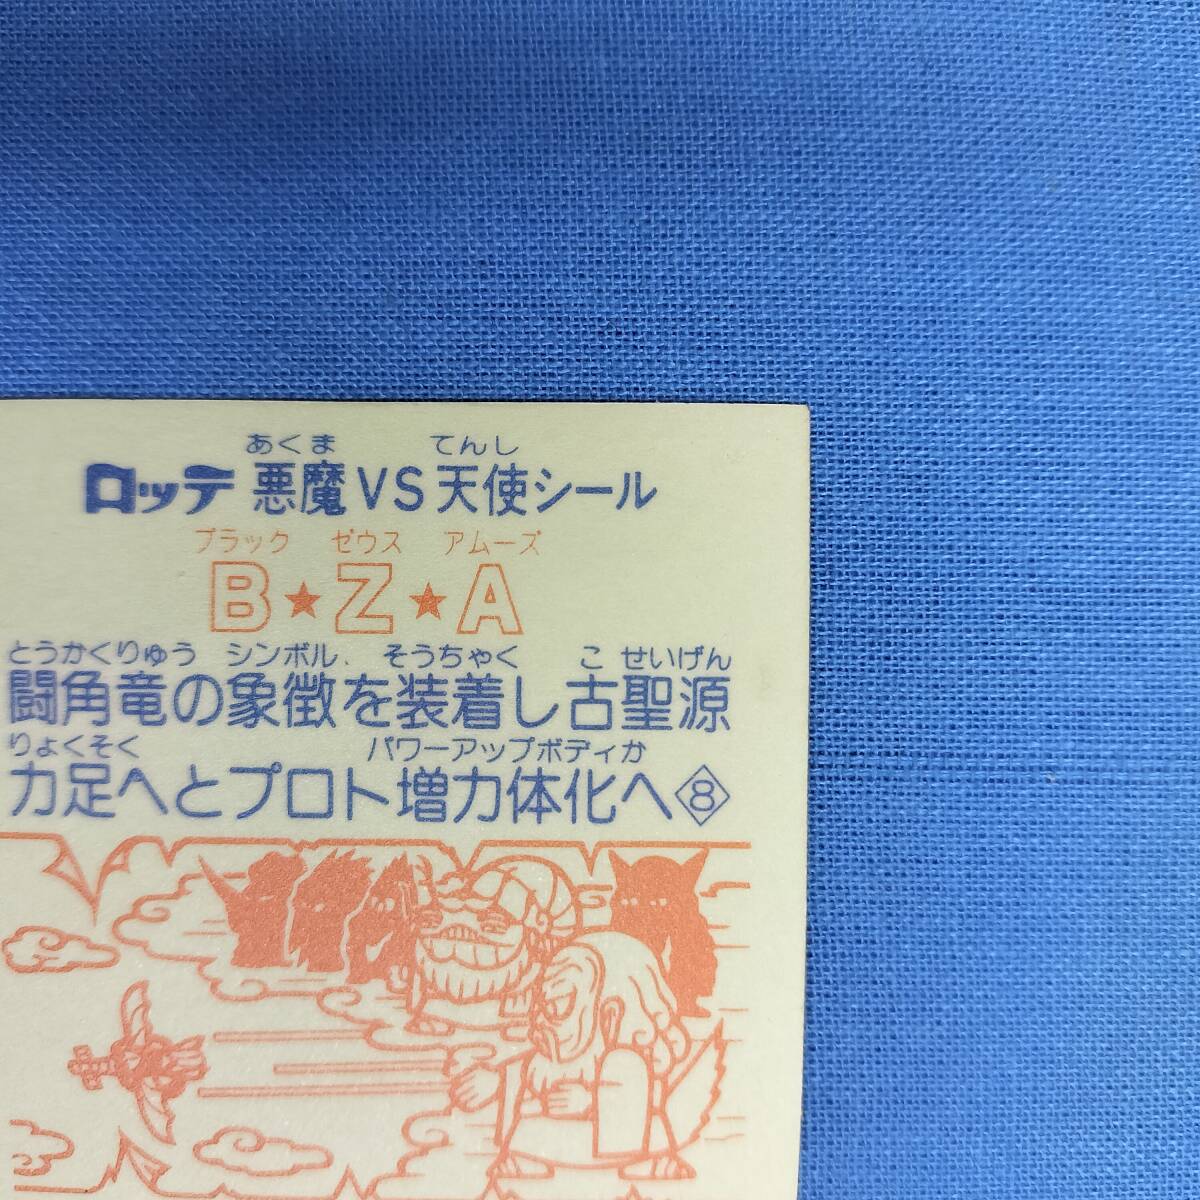 あくま てんし
ロッテ 悪魔VS天使シール
ブラック ゼウス アムーズ
B★Z★A
とうかくりゅう シンボル そうちゃく こ せいげん
闘角竜の象徴を装着し古聖源
りょくそく パワーアップボディか
力足へとプロト増力体化へ8